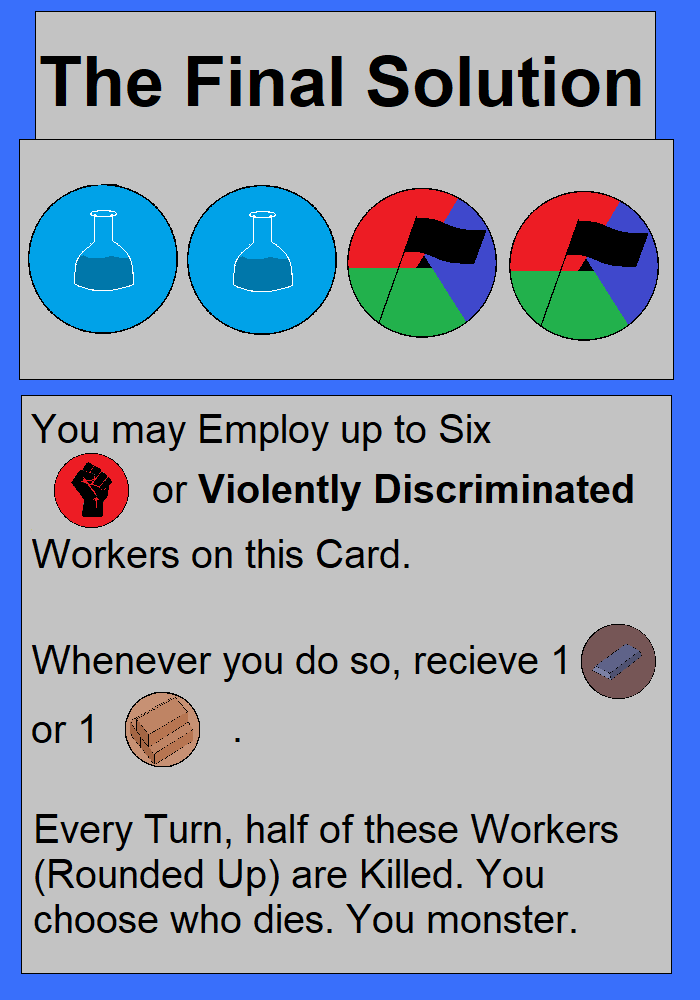 The Final Solution
You may Employ up to Six
or Violently Discriminated
Workers on this Card.
Whenever you do so, recieve 1
or 1 .
Every Turn, half of these Workers
(Rounded Up) are Killed. You
choose who dies. You monster.